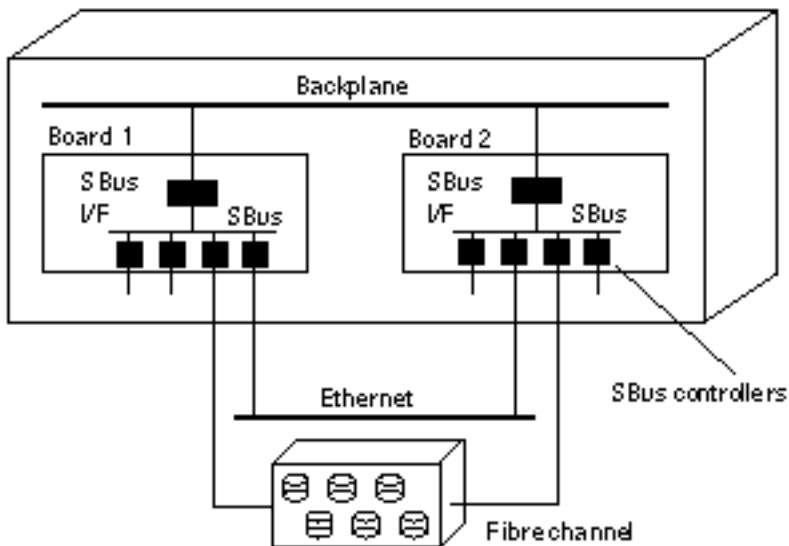 Backplane
Board 1
Board 2
SBus
I/F
SBus
SBus
I/F
SBus
SBus controllers
Ethernet
Fibre channel